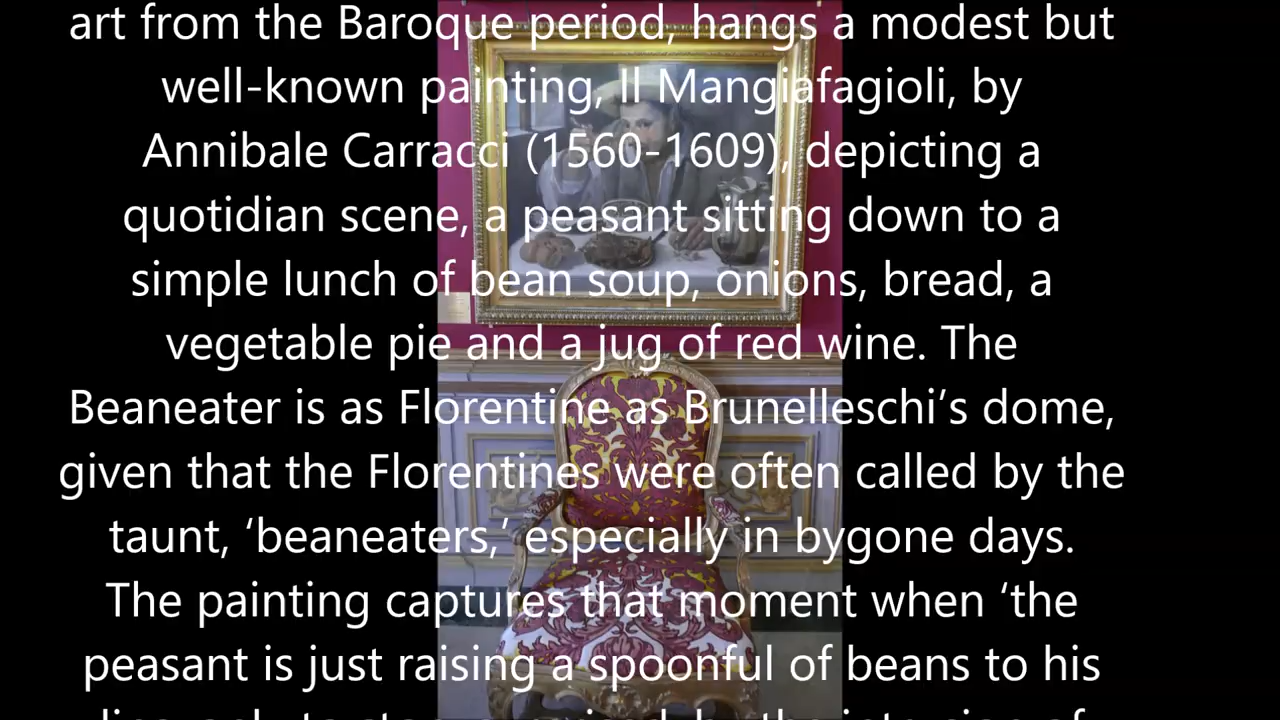 art from the Baroque period, hangs a modest but
well-known painting, Il Mangiafagioli, by
Annibale Carracci (1560-1609), depicting a
quotidian scene, a peasant sitting down to a
simple lunch of bean soup, onions, bread, a
vegetable pie and a jug of red wine. The
Beaneater is as Florentine as Brunelleschi’s dome,
given that the Florentines were often called by the
taunt, ‘beaneaters,’ especially in bygone days.
The painting captures that moment when ‘the
peasant is just raising a spoonful of beans to his